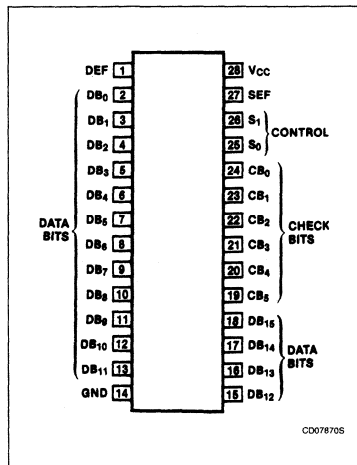 DEF 1 28 VCC
DB0 2 27 SEF
DB1 3 26 S1
DB2 4 25 S0
CONTROL
DB3 5 24 CB0
DB4 6 23 CB1
DB5 7 22 CB2
DB6 8 21 CB3
DB7 9 20 CB4
DB8 10 19 CB5
DATA BITS
CHECK BITS
DB9 11 18 DB15
DB10 12 17 DB14
DB11 13 16 DB13
GND 14 15 DB12
DATA BITS
CD07870S